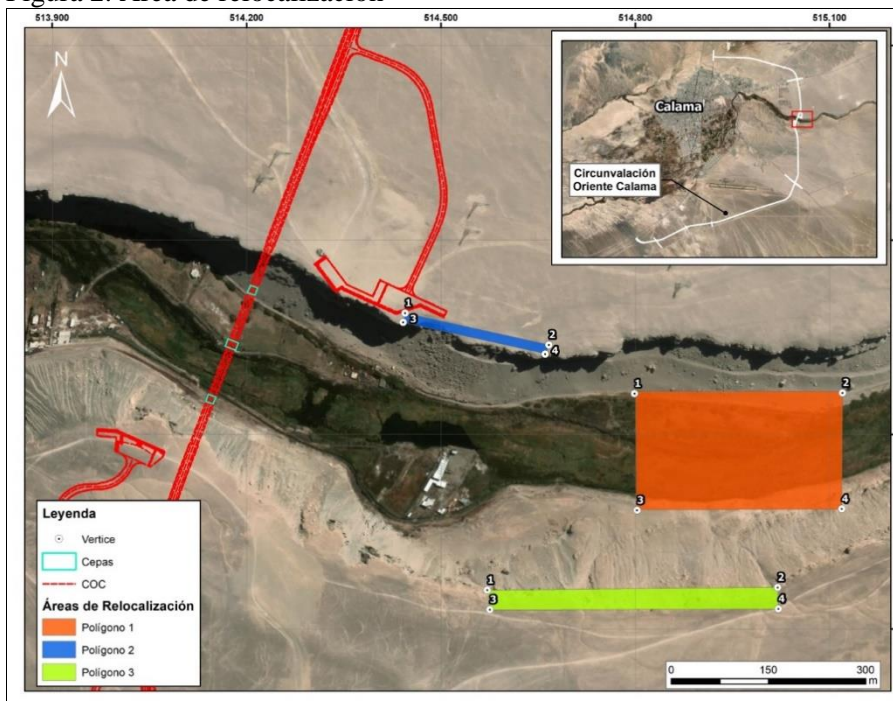 Figura 2. Área de relocalización
513.900 514.200 514.500 514.800 515.100
N
Calama
Circunvalación
Oriente Calama
1
3
2
4
1 2
3 4
1 2
3 4
Leyenda
Vertice
Cepas
COC
Áreas de Relocalización
Polígono 1
Polígono 2
Polígono 3
0 150 300
m